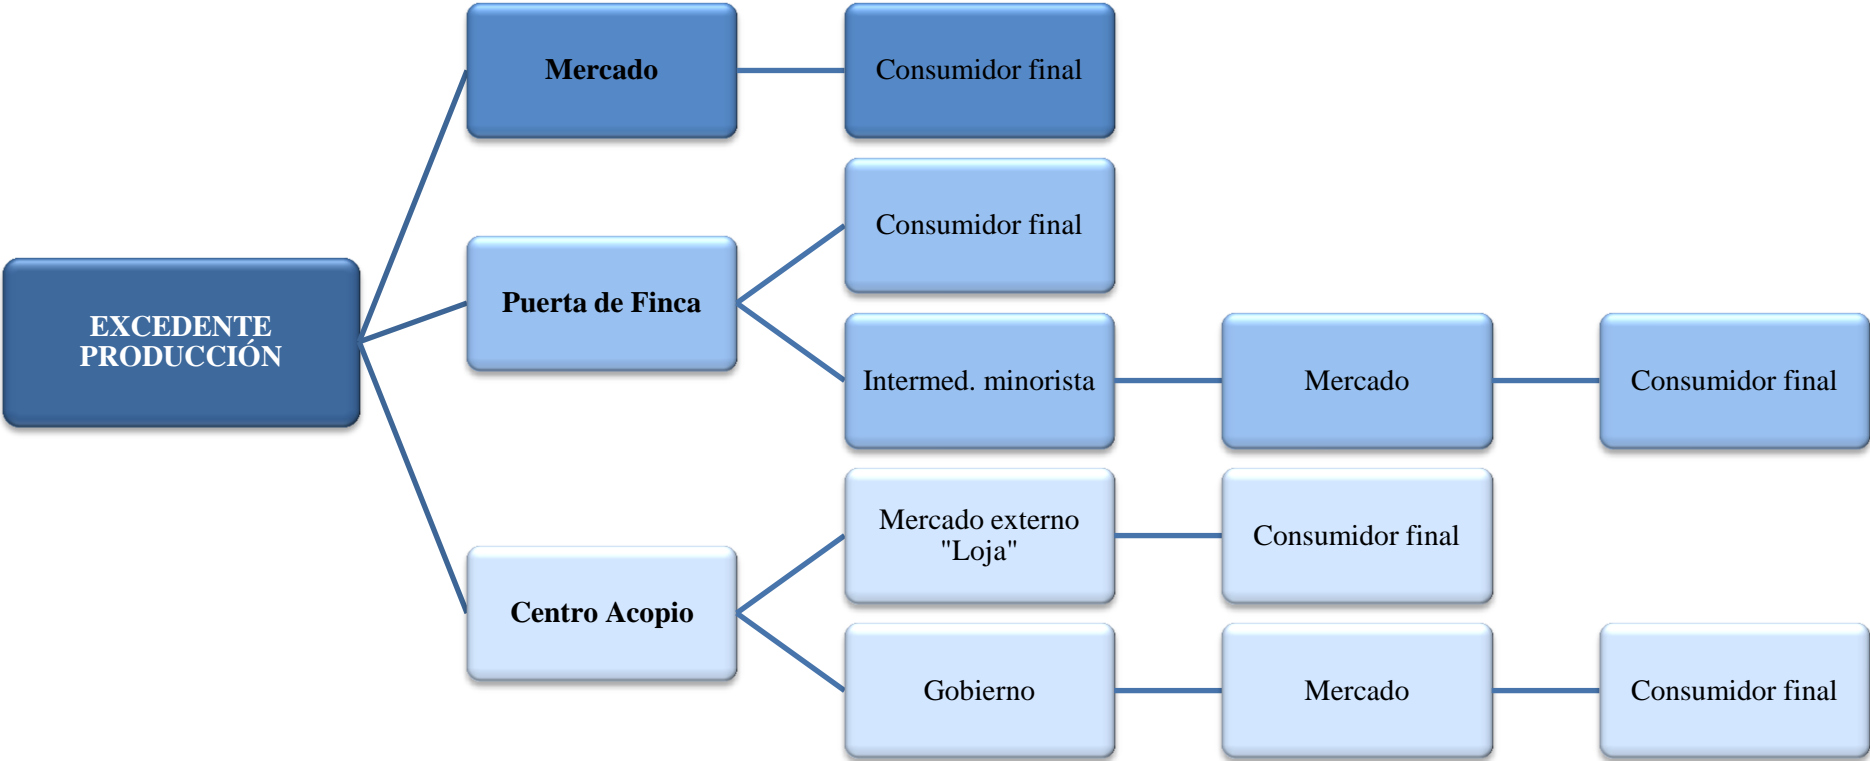 EXCEDENTE
PRODUCCIÓN
Mercado
Consumidor final
Puerta de Finca
Consumidor final
Intermed. minorista
Mercado
Consumidor final
Centro Acopio
Mercado externo
"Loja"
Consumidor final
Gobierno
Mercado
Consumidor final